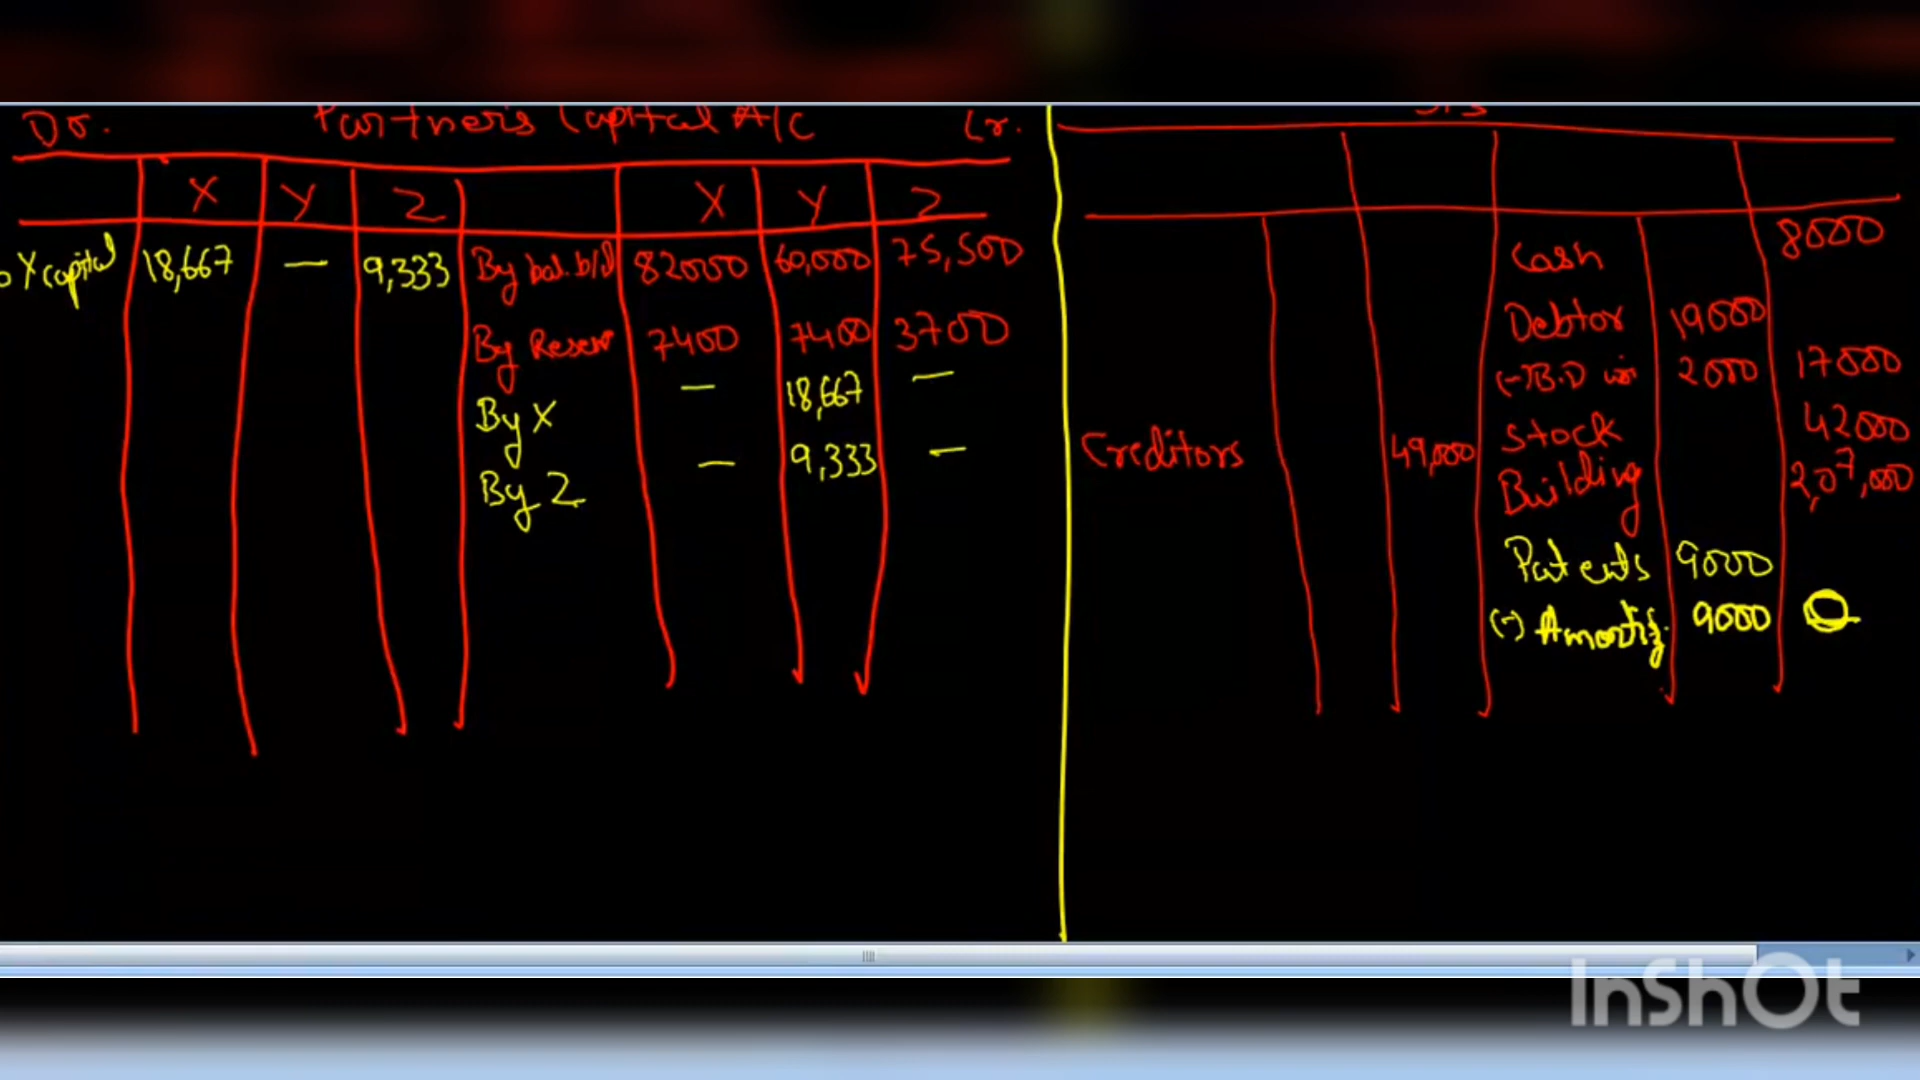 Dr. Partner's Capital A/C Cr.
X Y Z X Y Z
o Y capital 18,667 — 9,333 By bal. b/d 82000 60,000 75,500
By Reserv 7400 7400 3700
By X — 18,667 —
By Z — 9,333 —
Cash 8000
Debtor 19000
(-) B.D 2000 17000
Creditors 49,000 Stock 42000
Building 2,07,000
Patents 9000
(-) Amortiz. 9000 0
InShOt